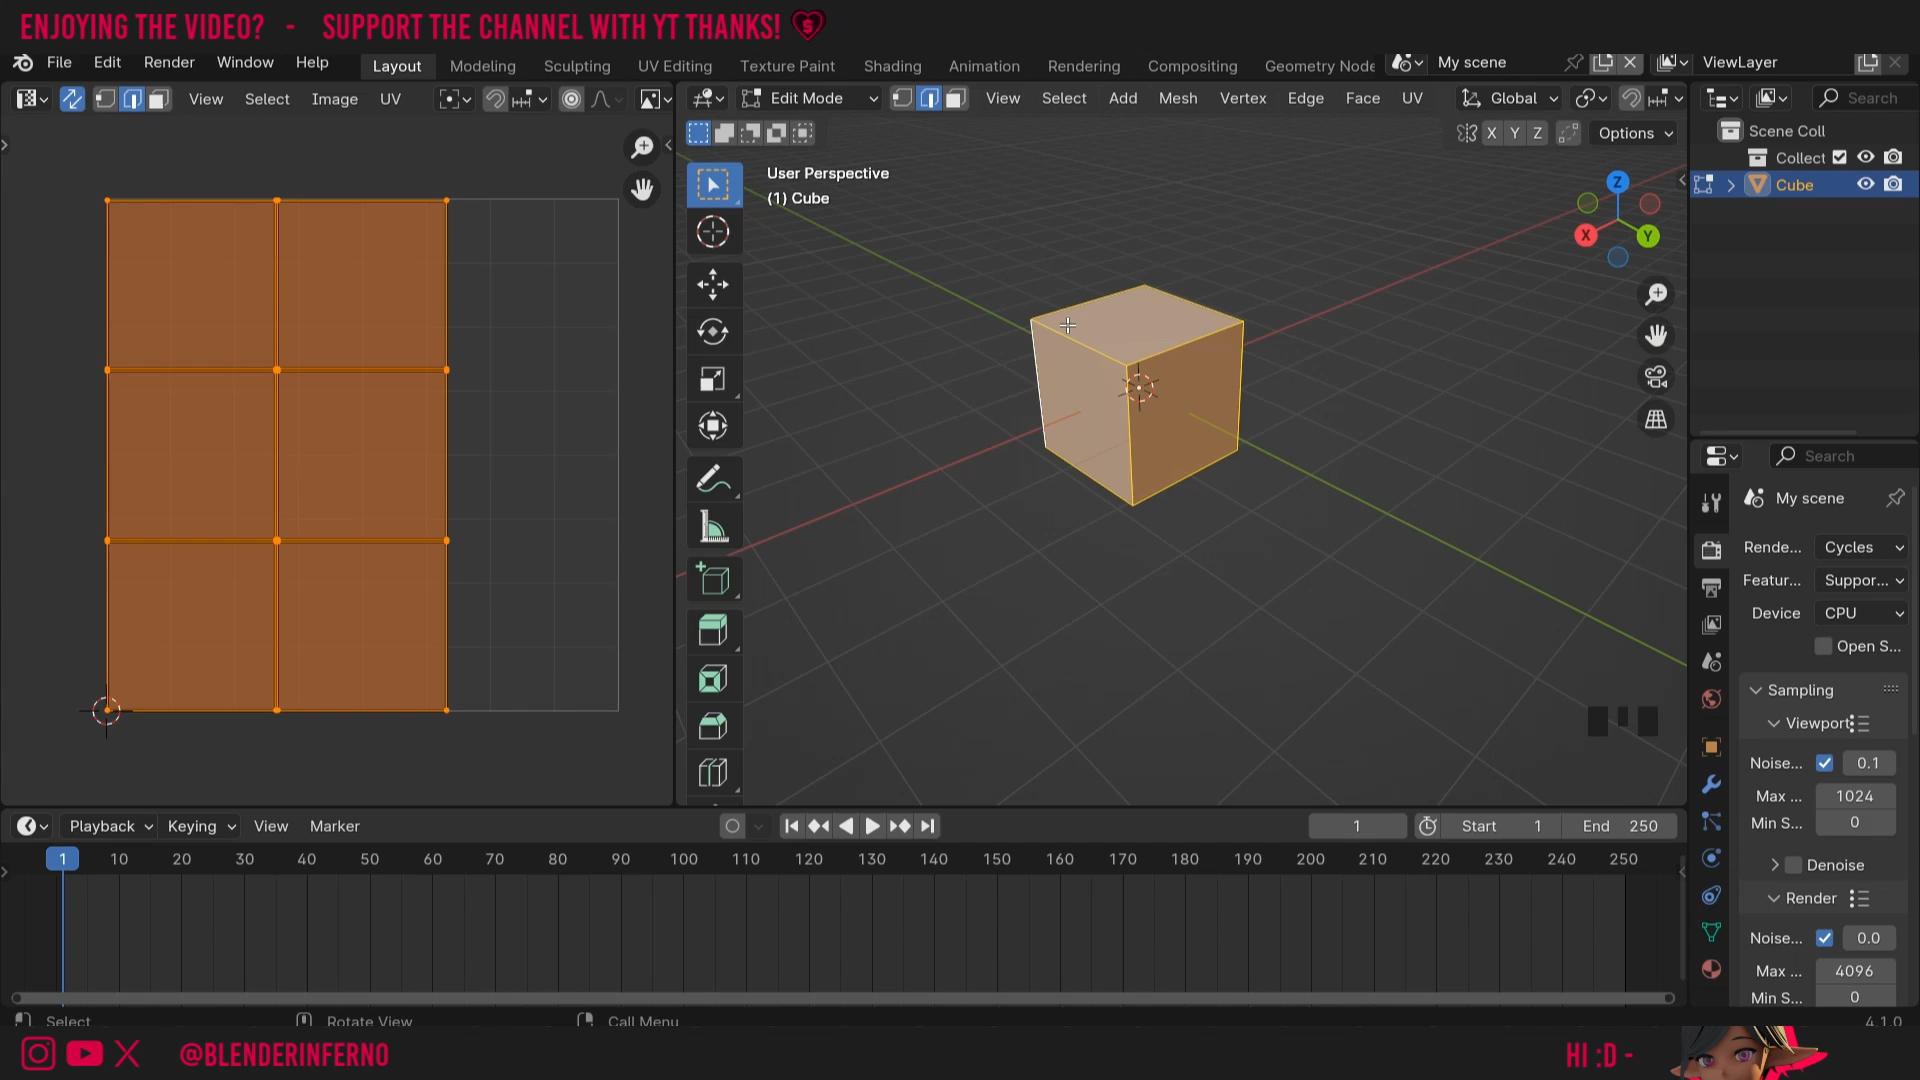 ENJOYING THE VIDEO? - SUPPORT THE CHANNEL WITH YT THANKS!
File Edit Render Window Help Layout Modeling Sculpting UV Editing Texture Paint Shading Animation Rendering Compositing Geometry Node My scene ViewLayer
View Select Image UV Edit Mode View Select Add Mesh Vertex Edge Face UV Global Search
X Y Z Options
Scene Coll
Collect
Cube
User Perspective
(1) Cube
Z
X
Y
Search
My scene
Rende... Cycles
Featur... Suppor...
Device CPU
Open S...
Sampling
Viewport
Noise... 0.1
Max ... 1024
Min S... 0
Denoise
Render
Noise... 0.0
Max ... 4096
Min S... 0
Playback Keying View Marker 1 Start 1 End 250
1 10 20 30 40 50 60 70 80 90 100 110 120 130 140 150 160 170 180 190 200 210 220 230 240 250
Select Rotate View Call Menu 4.1.0
@BLENDERINFERNO HI :D -